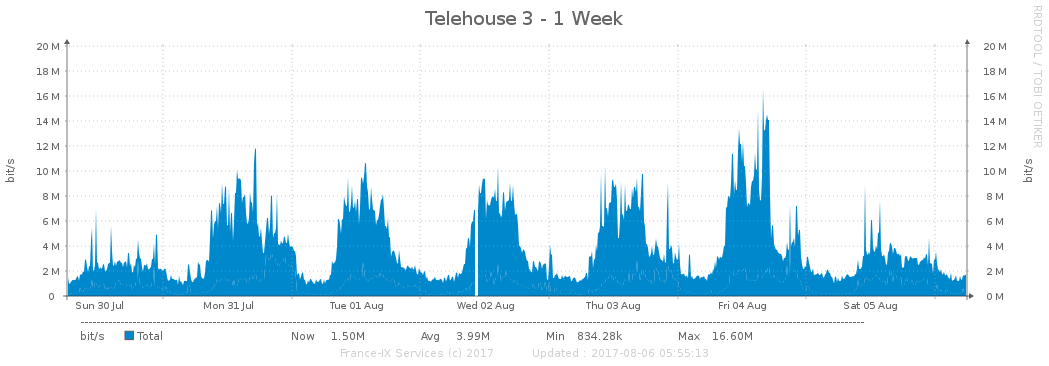 Telehouse 3 - 1 Week
RRDTOOL / TOBI OETIKER
bit/s
20 M 20 M
18 M 18 M
16 M 16 M
14 M 14 M
12 M 12 M
10 M 10 M
8 M 8 M
6 M 6 M
4 M 4 M
2 M 2 M
0 0 M
bit/s
Sun 30 Jul Mon 31 Jul Tue 01 Aug Wed 02 Aug Thu 03 Aug Fri 04 Aug Sat 05 Aug
bit/s Total Now 1.50M Avg 3.99M Min 834.28k Max 16.60M
France-IX Services (c) 2017 Updated : 2017-08-06 05:55:13